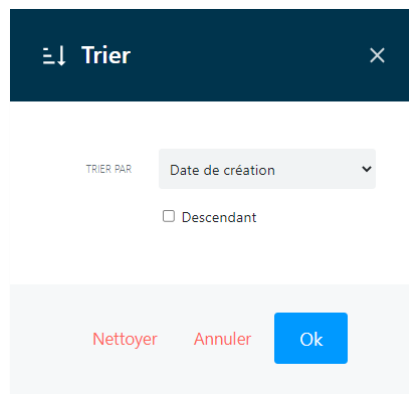 Trier
TRIER PAR
Date de création
Descendant
Nettoyer
Annuler
Ok